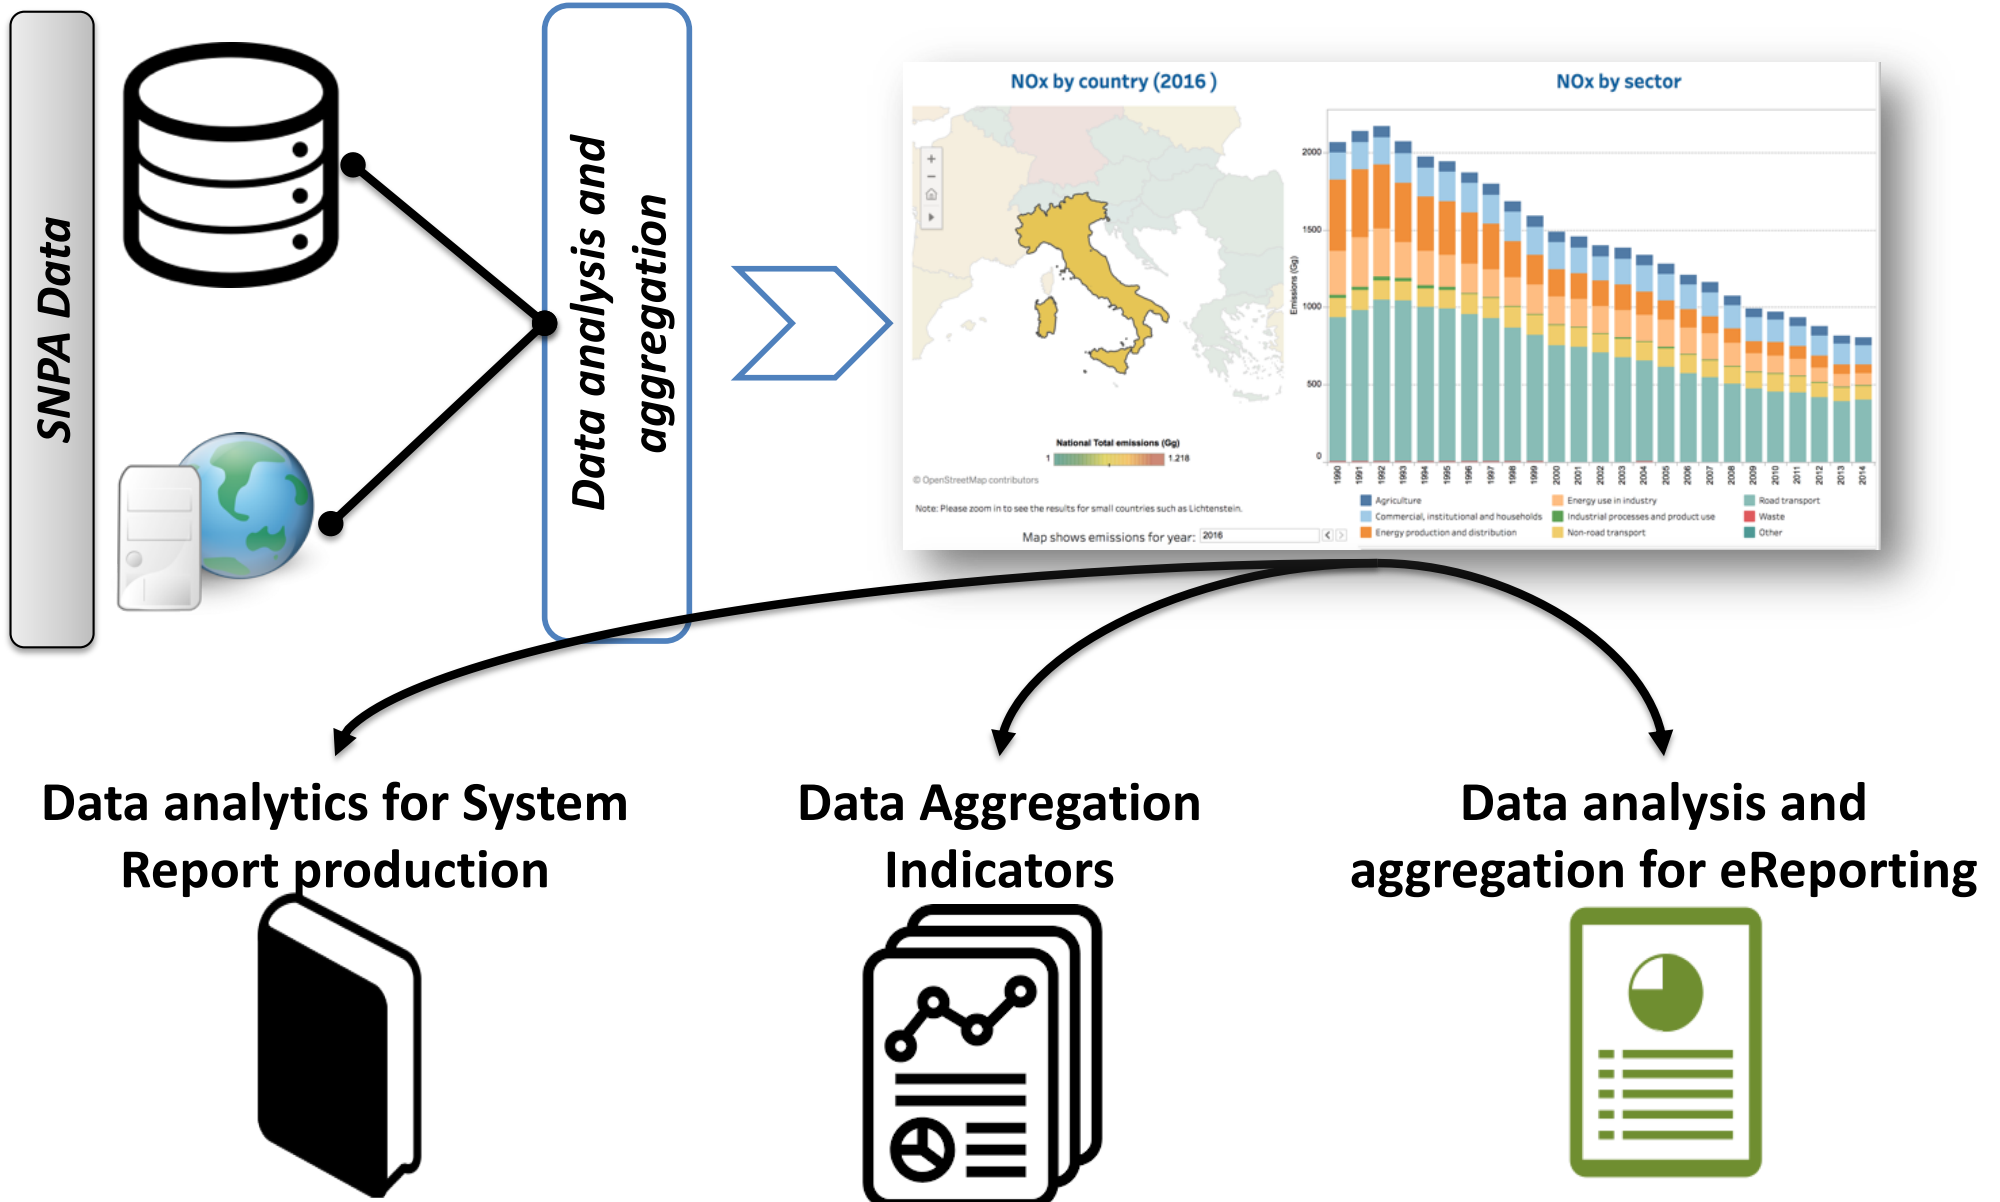 SNPA Data
Data analysis and
aggregation
NOx by country (2016 )
+
−
National Total emissions (Gg)
1
1.218
© OpenStreetMap contributors
Note: Please zoom in to see the results for small countries such as Lichtenstein.
Map shows emissions for year: 2016
NOx by sector
Emissions (Gg)
2000
1500
1000
500
0
1990 1991 1992 1993 1994 1995 1996 1997 1998 1999 2000 2001 2002 2003 2004 2005 2006 2007 2008 2009 2010 2011 2012 2013 2014
Agriculture
Commercial, institutional and households
Energy production and distribution
Energy use in industry
Industrial processes and product use
Non-road transport
Road transport
Waste
Other
Data analytics for System
Report production
Data Aggregation
Indicators
Data analysis and
aggregation for eReporting